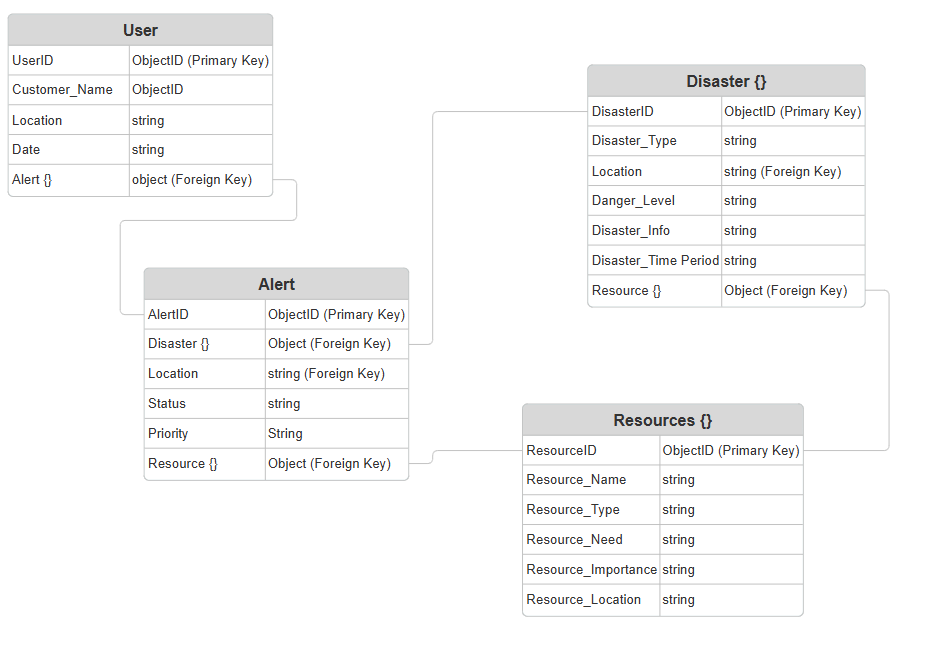 User
UserID ObjectID (Primary Key)
Customer_Name ObjectID
Location string
Date string
Alert {} object (Foreign Key)
Disaster {}
DisasterID ObjectID (Primary Key)
Disaster_Type string
Location string (Foreign Key)
Danger_Level string
Disaster_Info string
Disaster_Time Period string
Resource {} Object (Foreign Key)
Alert
AlertID ObjectID (Primary Key)
Disaster {} Object (Foreign Key)
Location string (Foreign Key)
Status string
Priority String
Resource {} Object (Foreign Key)
Resources {}
ResourceID ObjectID (Primary Key)
Resource_Name string
Resource_Type string
Resource_Need string
Resource_Importance string
Resource_Location string